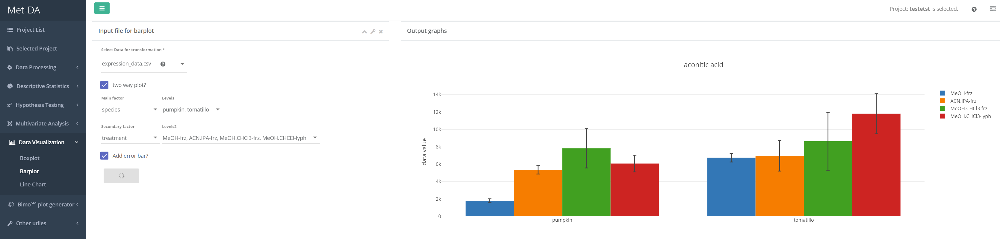 Met-DA
Project List
Selected Project
Data Processing
Descriptive Statistics
x² Hypothesis Testing
Multivariate Analysis
Data Visualization
Boxplot
Barplot
Line Chart
Bimo℠ plot generator
Other utiles
Project: testetst is selected.
Input file for barplot
Select Data for transformation *
expression_data.csv
two way plot?
Main factor Levels
species pumpkin, tomatillo
Secondary factor Levels2
treatment MeOH-frz, ACN.IPA-frz, MeOH.CHCl3-frz, MeOH.CHCl3-lyph
Add error bar?
Output graphs
aconitic acid
14k
12k
10k
8k
6k
4k
2k
0
data value
pumpkin tomatillo
MeOH-frz
ACN.IPA-frz
MeOH.CHCl3-frz
MeOH.CHCl3-lyph